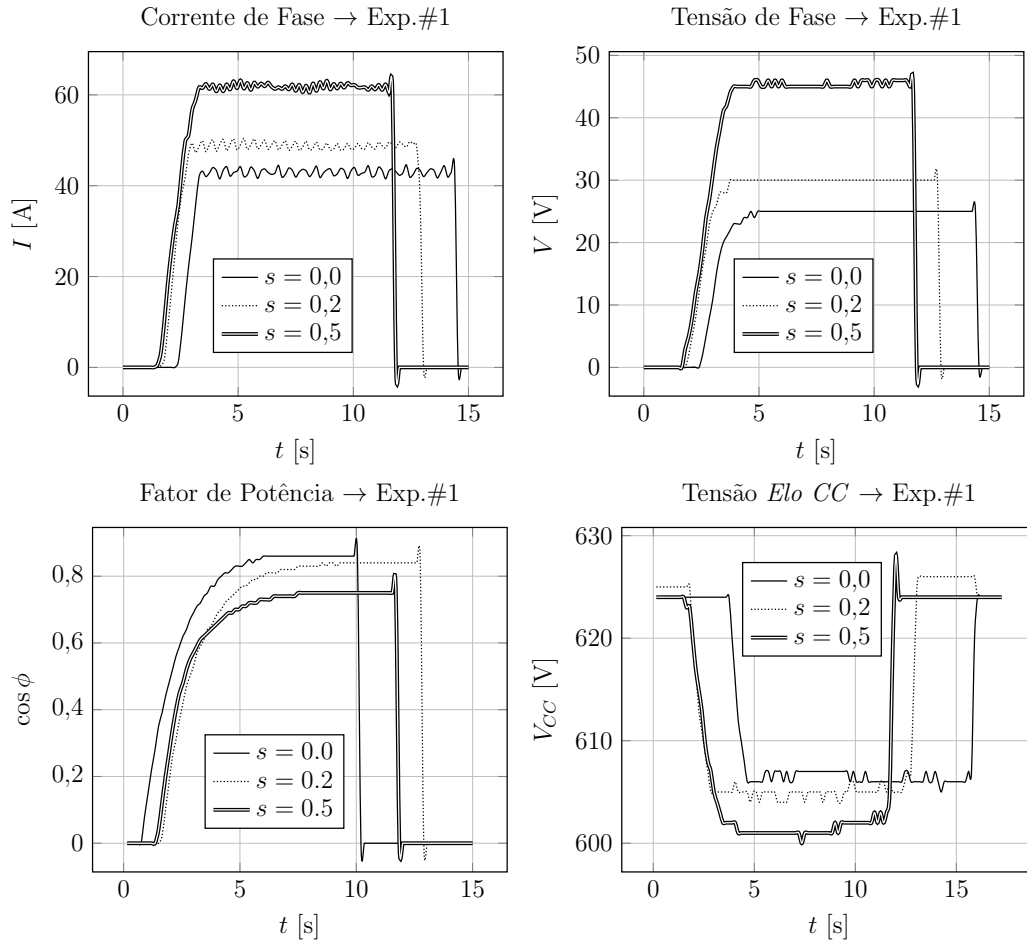 Corrente de Fase → Exp.#1
I [A]
60
40
20
0
s = 0,0
s = 0,2
s = 0,5
0 5 10 15
t [s]
Tensão de Fase → Exp.#1
V [V]
50
40
30
20
10
0
s = 0,0
s = 0,2
s = 0,5
0 5 10 15
t [s]
Fator de Potência → Exp.#1
cos ϕ
0,8
0,6
0,4
0,2
0
s = 0.0
s = 0.2
s = 0.5
0 5 10 15
t [s]
Tensão Elo CC → Exp.#1
V_CC [V]
630
620
610
600
s = 0,0
s = 0,2
s = 0,5
0 5 10 15
t [s]